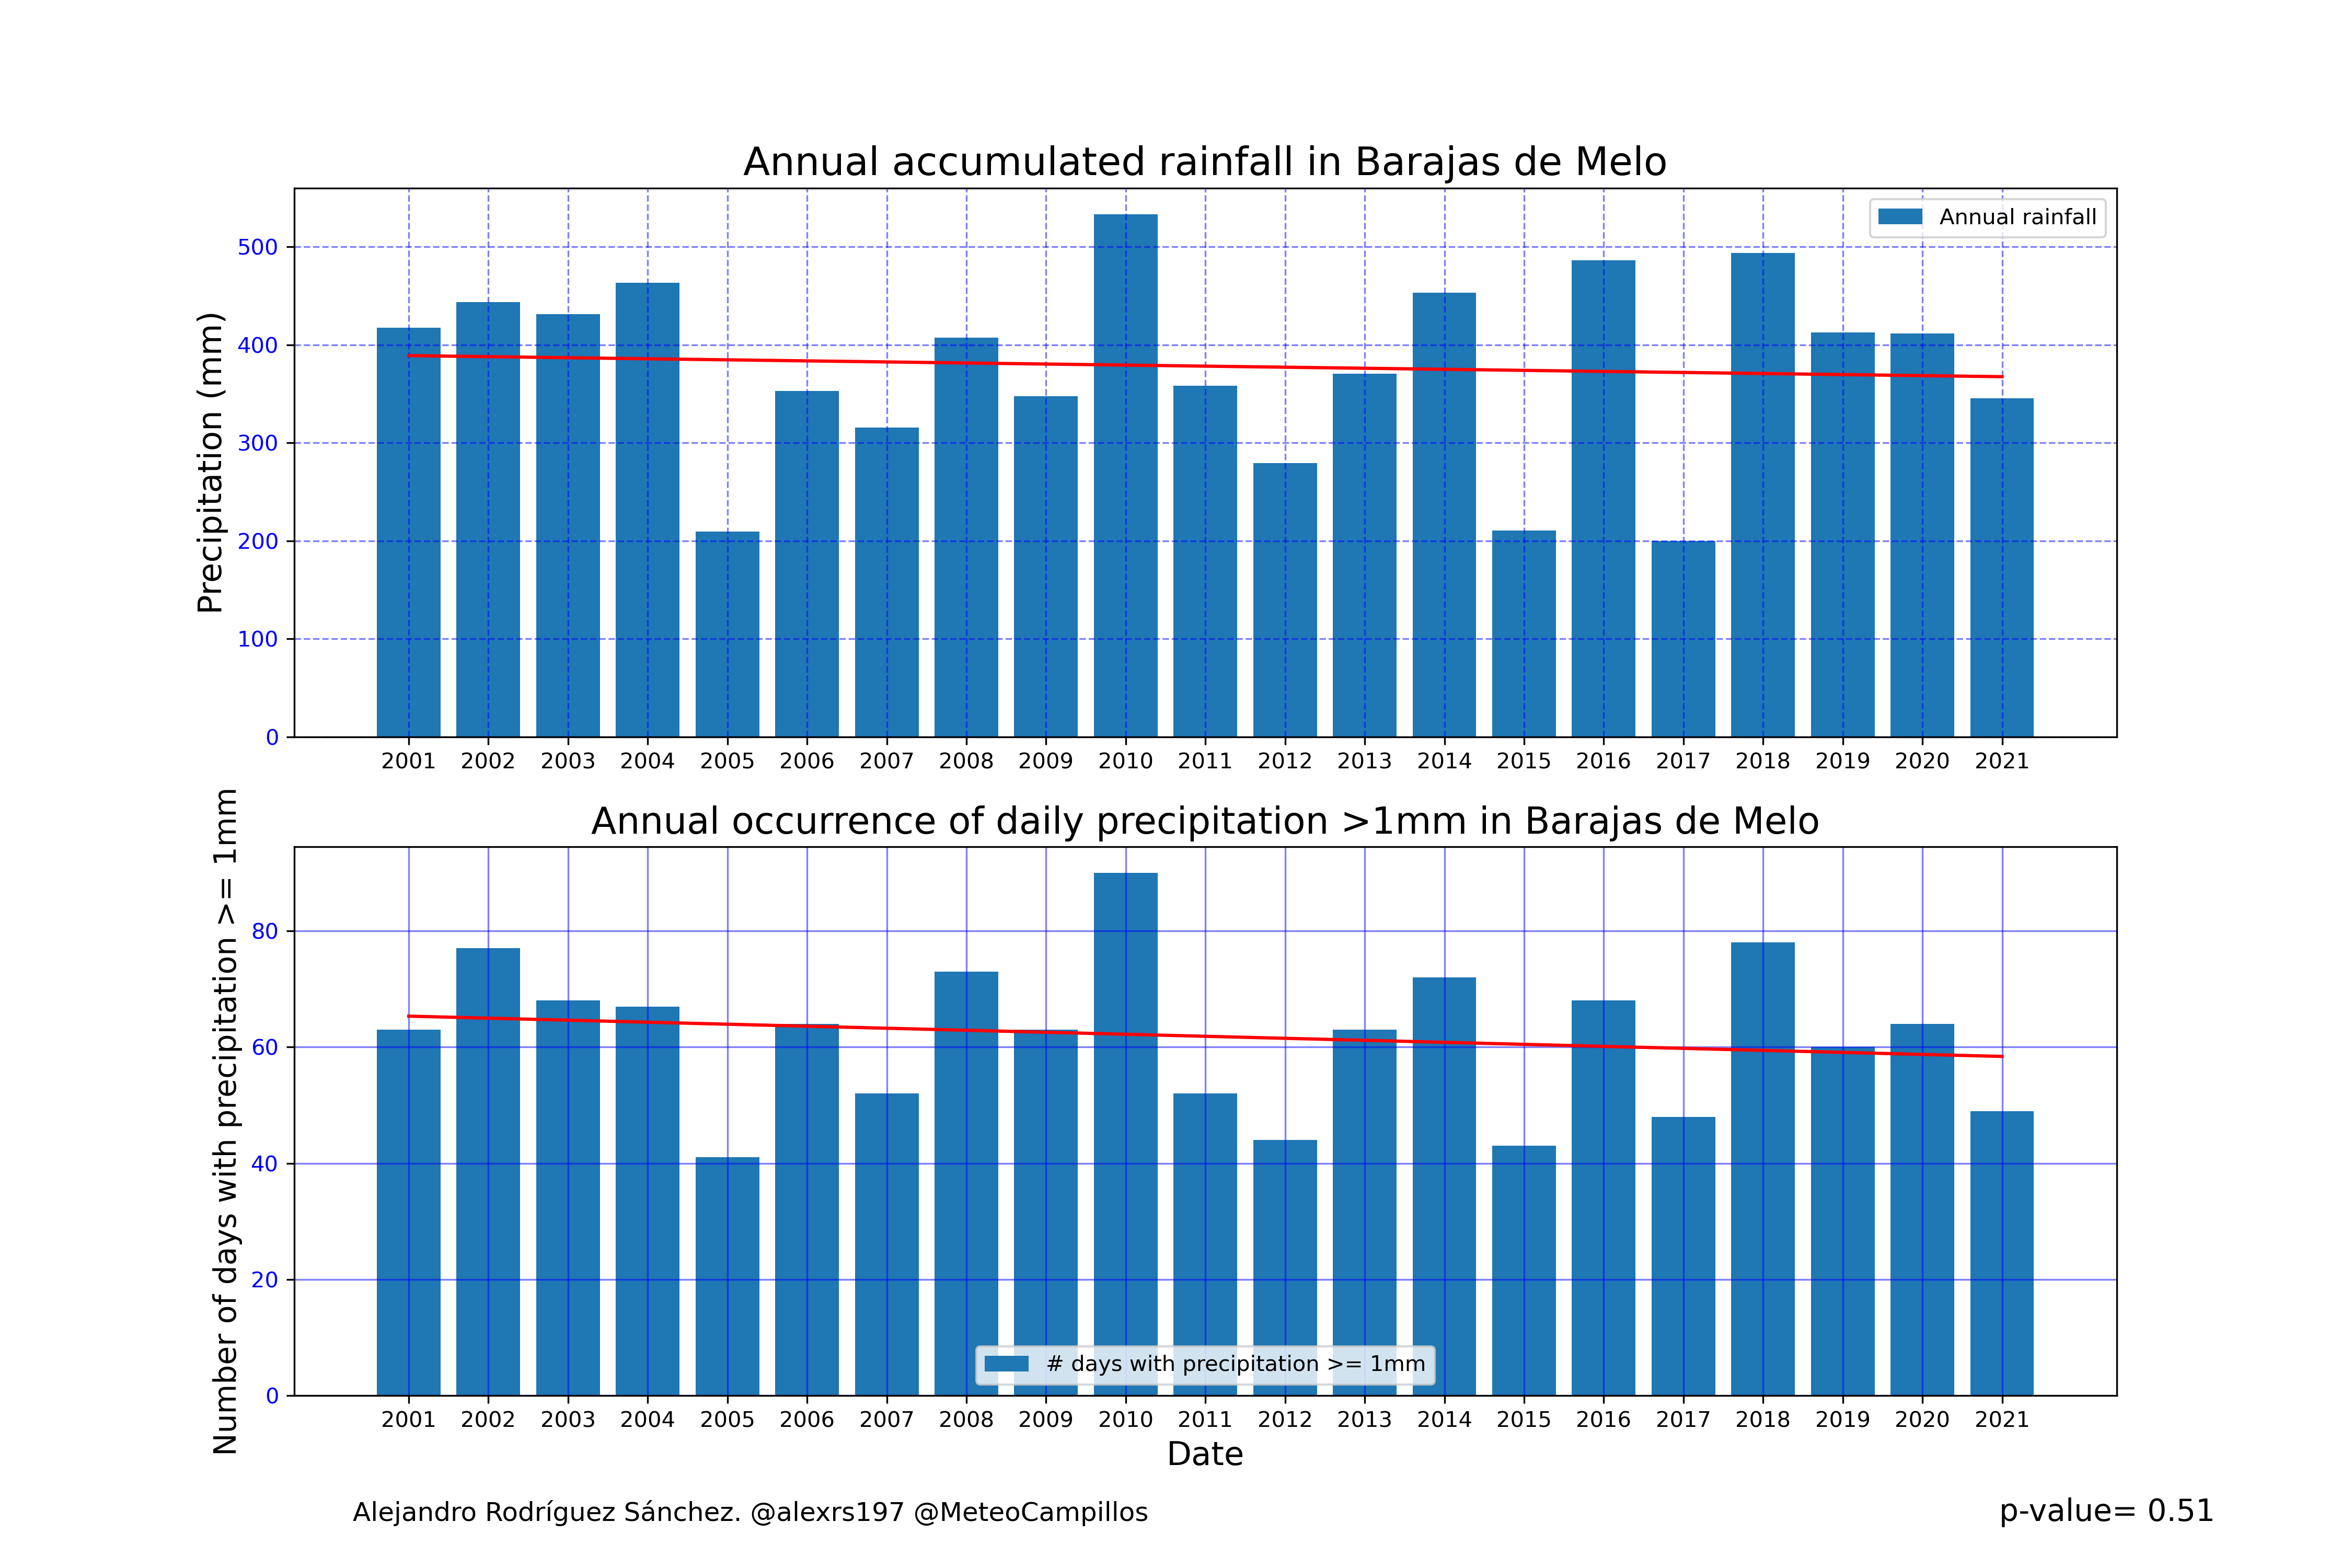 Annual accumulated rainfall in Barajas de Melo
Precipitation (mm)
500
400
300
200
100
0
Annual rainfall
2001 2002 2003 2004 2005 2006 2007 2008 2009 2010 2011 2012 2013 2014 2015 2016 2017 2018 2019 2020 2021
Annual occurrence of daily precipitation >1mm in Barajas de Melo
Number of days with precipitation >= 1mm
80
60
40
20
0
# days with precipitation >= 1mm
2001 2002 2003 2004 2005 2006 2007 2008 2009 2010 2011 2012 2013 2014 2015 2016 2017 2018 2019 2020 2021
Date
Alejandro Rodríguez Sánchez. @alexrs197 @MeteoCampillos
p-value= 0.51